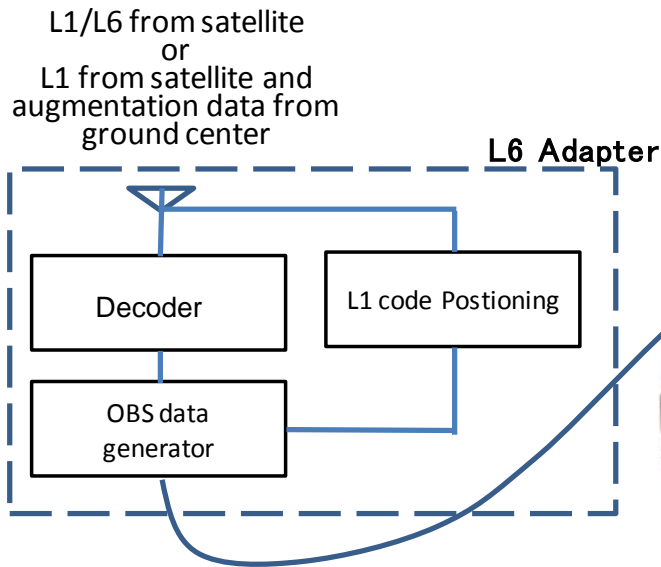 L1/L6 from satellite
or
L1 from satellite and
augmentation data from
ground center
L6 Adapter
Decoder
L1 code Postioning
OBS data
generator